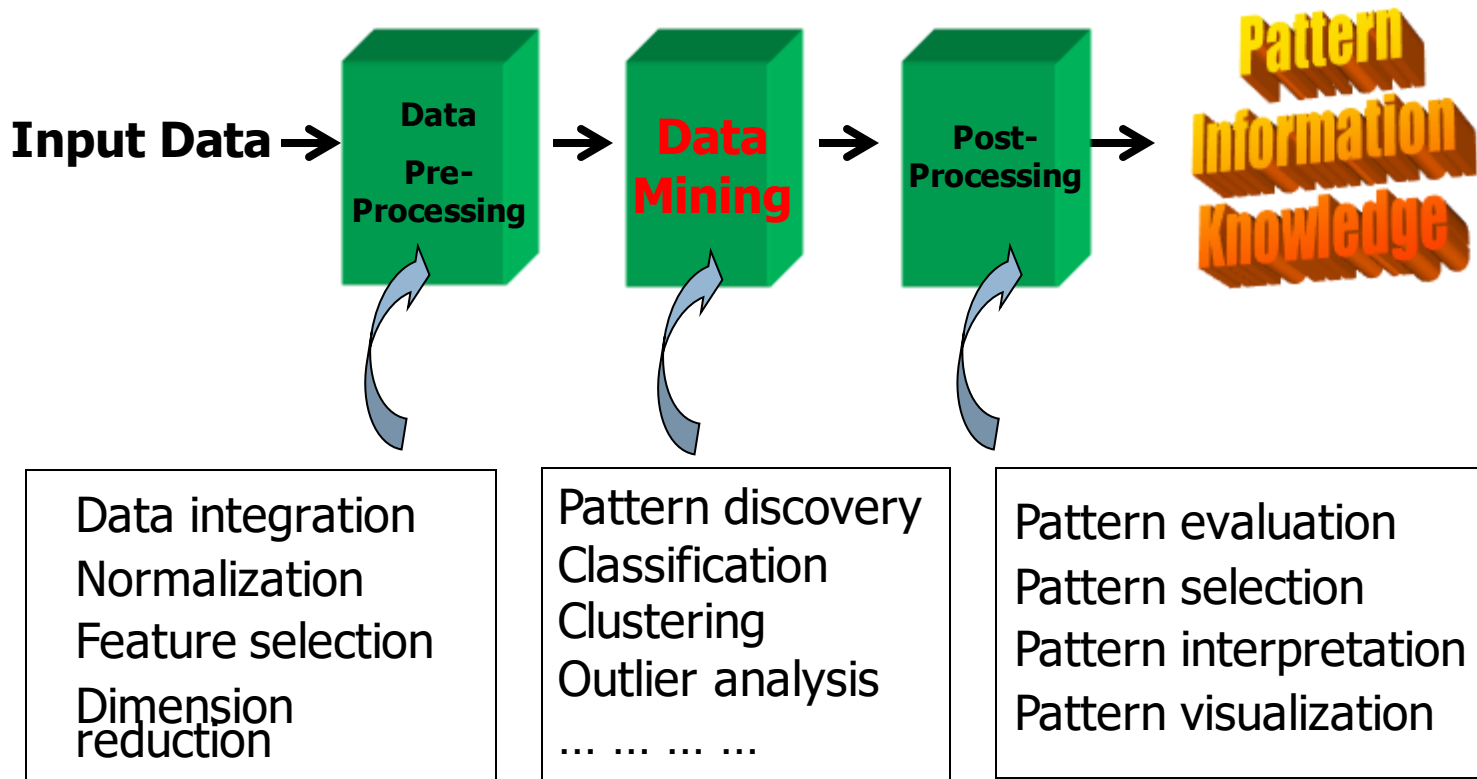 Input Data
Data
Pre-
Processing
Data
Mining
Post-
Processing
Pattern
Information
Knowledge
Data integration
Normalization
Feature selection
Dimension
reduction
Pattern discovery
Classification
Clustering
Outlier analysis
… … … …
Pattern evaluation
Pattern selection
Pattern interpretation
Pattern visualization